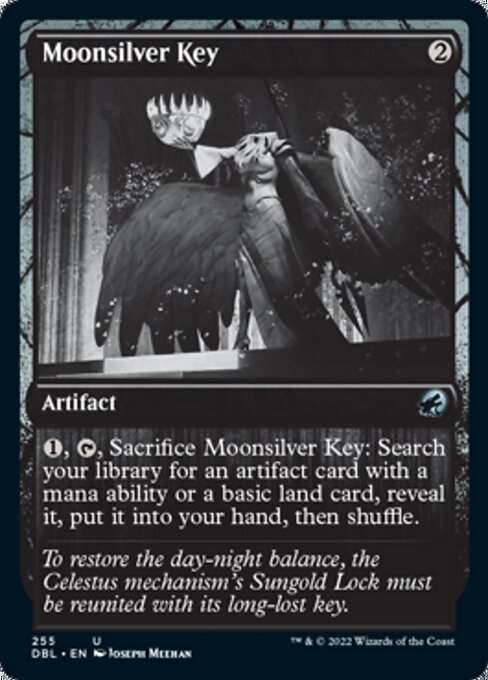 Moonsilver Key 2
Artifact
1, T, Sacrifice Moonsilver Key: Search
your library for an artifact card with a
mana ability or a basic land card, reveal
it, put it into your hand, then shuffle.
To restore the day-night balance, the
Celestus mechanism's Sungold Lock must
be reunited with its long-lost key.
255 U
DBL • EN Joseph Meehan
™ & © 2022 Wizards of the Coast